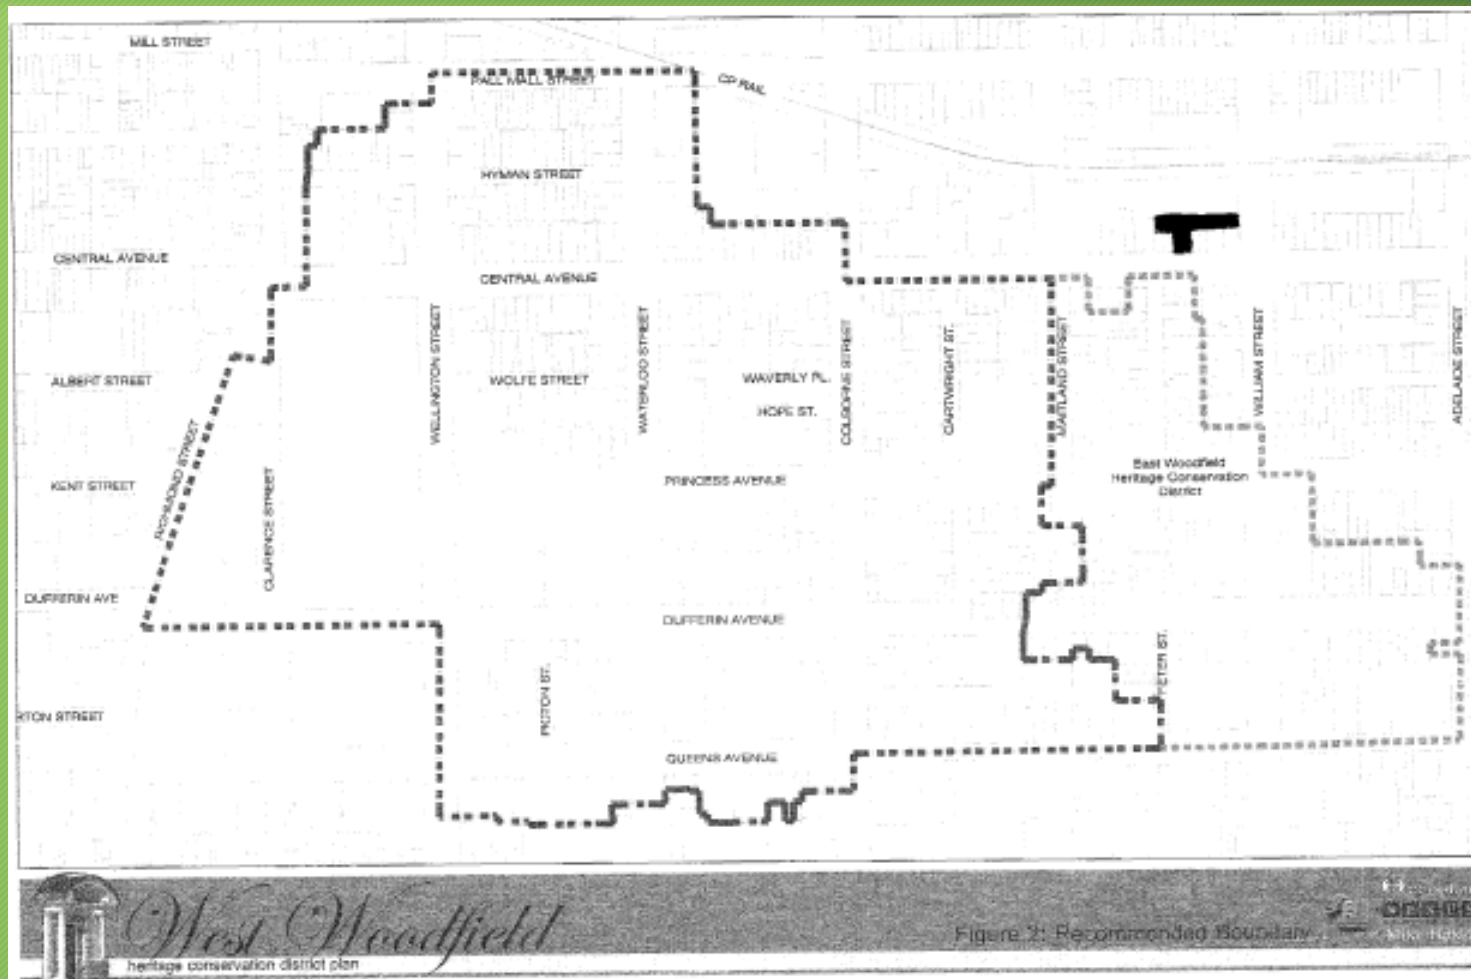 MILL STREET
PALL MALL STREET
CP RAIL
HYMAN STREET
CENTRAL AVENUE
CENTRAL AVENUE
WELLINGTON STREET
WATERLOO STREET
COLBORNE STREET
CARTWRIGHT ST.
MAITLAND STREET
WILLIAM STREET
ADELAIDE STREET
ALBERT STREET
WOLFE STREET
WAVERLY PL.
HOPE ST.
RICHMOND STREET
CLARENCE STREET
KENT STREET
PRINCESS AVENUE
East Woodfield
Heritage Conservation
District
DUFFERIN AVE
DUFFERIN AVENUE
PICTON ST.
PETER ST.
RTON STREET
QUEENS AVENUE
West Woodfield
heritage conservation district plan
Figure 2: Recommended Boundary